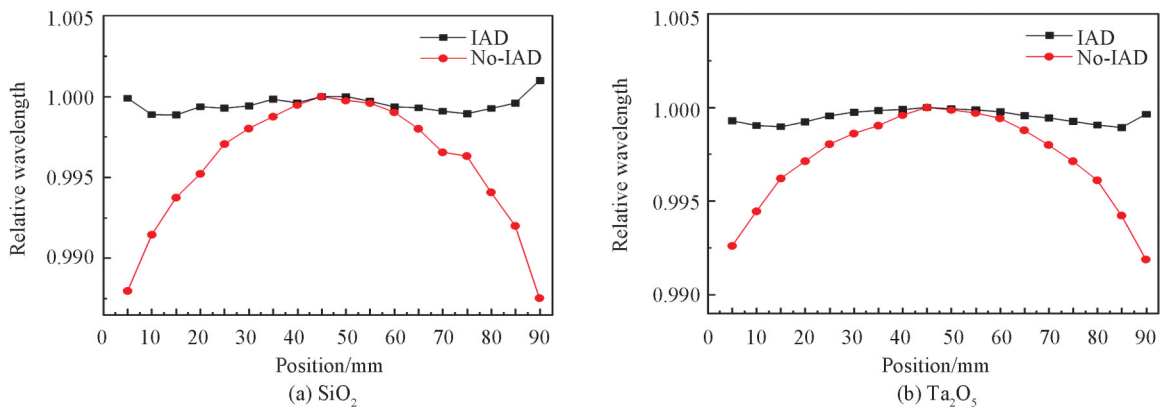 1.005
1.000
0.995
0.990
Relative wavelength
IAD
No-IAD
0 10 20 30 40 50 60 70 80 90
Position/mm
(a) SiO₂
1.005
1.000
0.995
0.990
Relative wavelength
IAD
No-IAD
0 10 20 30 40 50 60 70 80 90
Position/mm
(b) Ta₂O₅